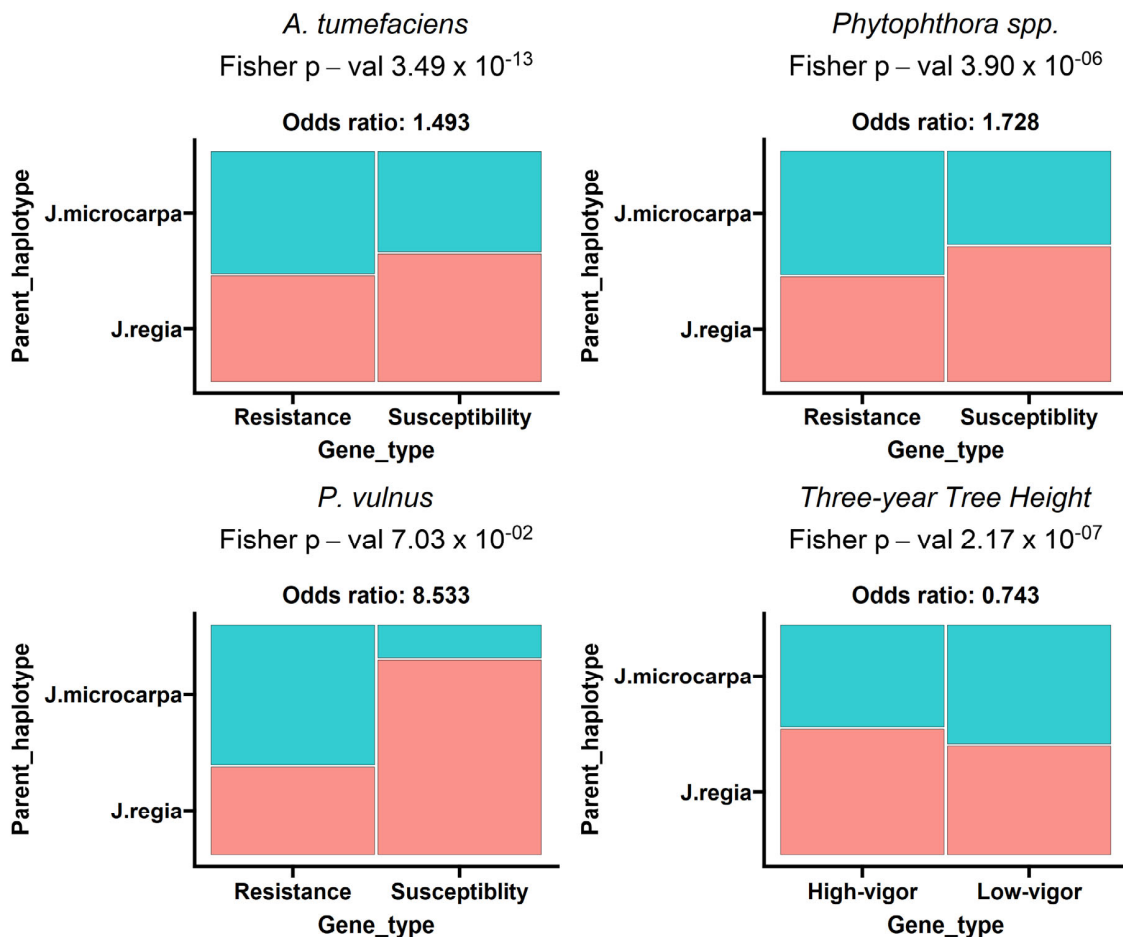 A. tumefaciens
Fisher p – val 3.49 x 10-13
Odds ratio: 1.493
Parent_haplotype
J.microcarpa
J.regia
Resistance Susceptibility
Gene_type
Phytophthora spp.
Fisher p – val 3.90 x 10-06
Odds ratio: 1.728
Parent_haplotype
J.microcarpa
J.regia
Resistance Susceptiblity
Gene_type
P. vulnus
Fisher p – val 7.03 x 10-02
Odds ratio: 8.533
Parent_haplotype
J.microcarpa
J.regia
Resistance Susceptiblity
Gene_type
Three-year Tree Height
Fisher p – val 2.17 x 10-07
Odds ratio: 0.743
Parent_haplotype
J.microcarpa
J.regia
High-vigor Low-vigor
Gene_type